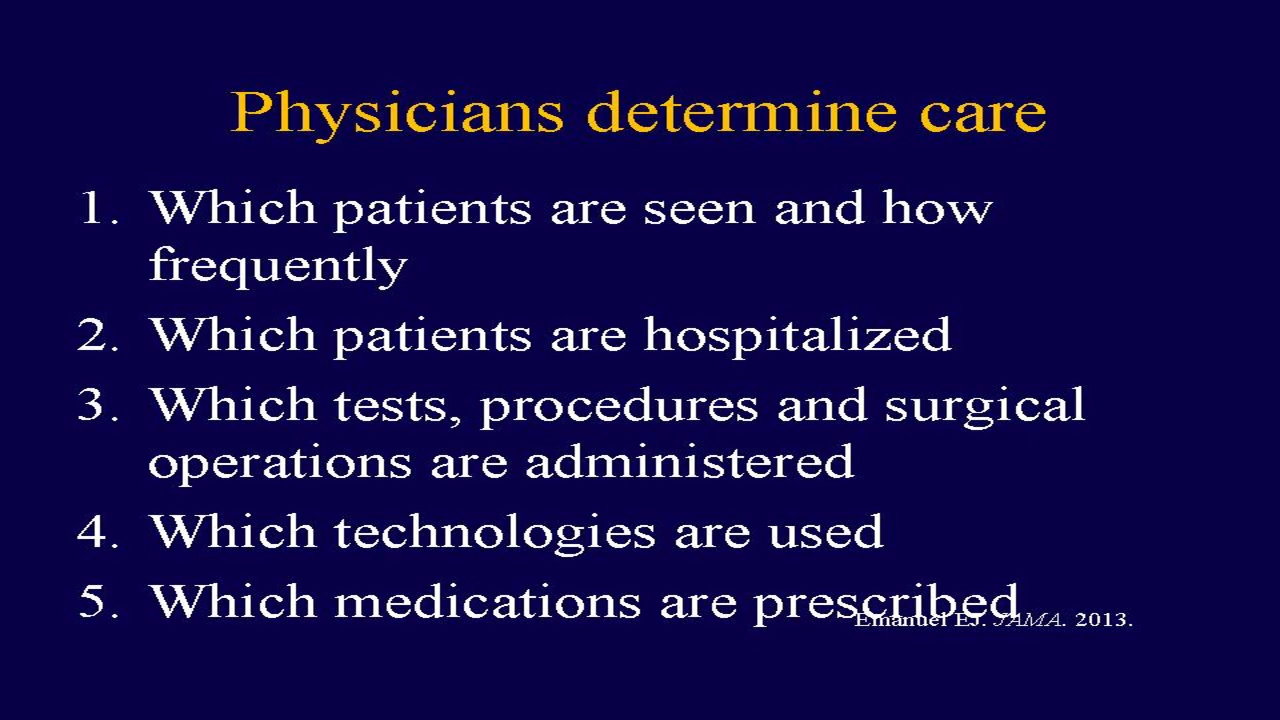 Physicians determine care
1. Which patients are seen and how
frequently
2. Which patients are hospitalized
3. Which tests, procedures and surgical
operations are administered
4. Which technologies are used
5. Which medications are prescribed
Emanuel EJ. JAMA. 2013.